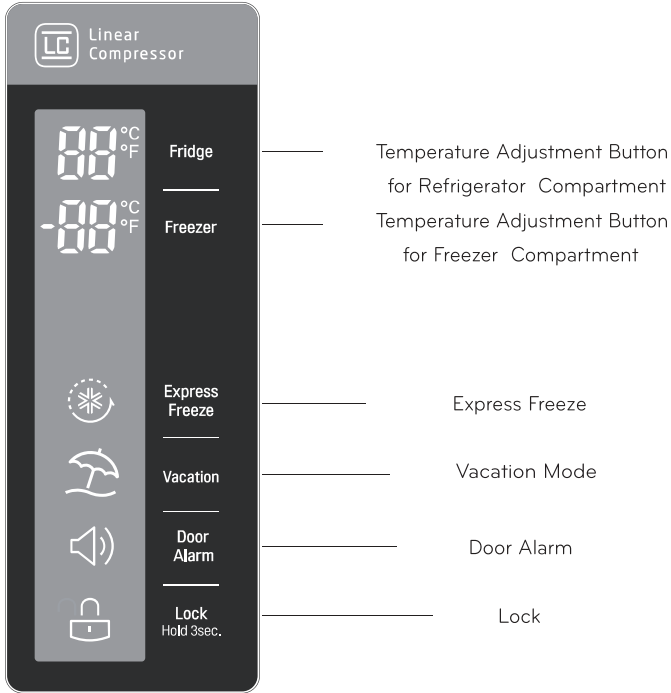 LC
Linear
Compressor
88 °C
°F
Fridge
Temperature Adjustment Button
for Refrigerator Compartment
-88 °C
°F
Freezer
Temperature Adjustment Button
for Freezer Compartment
Express
Freeze
Express Freeze
Vacation
Vacation Mode
Door
Alarm
Door Alarm
Lock
Hold 3sec.
Lock